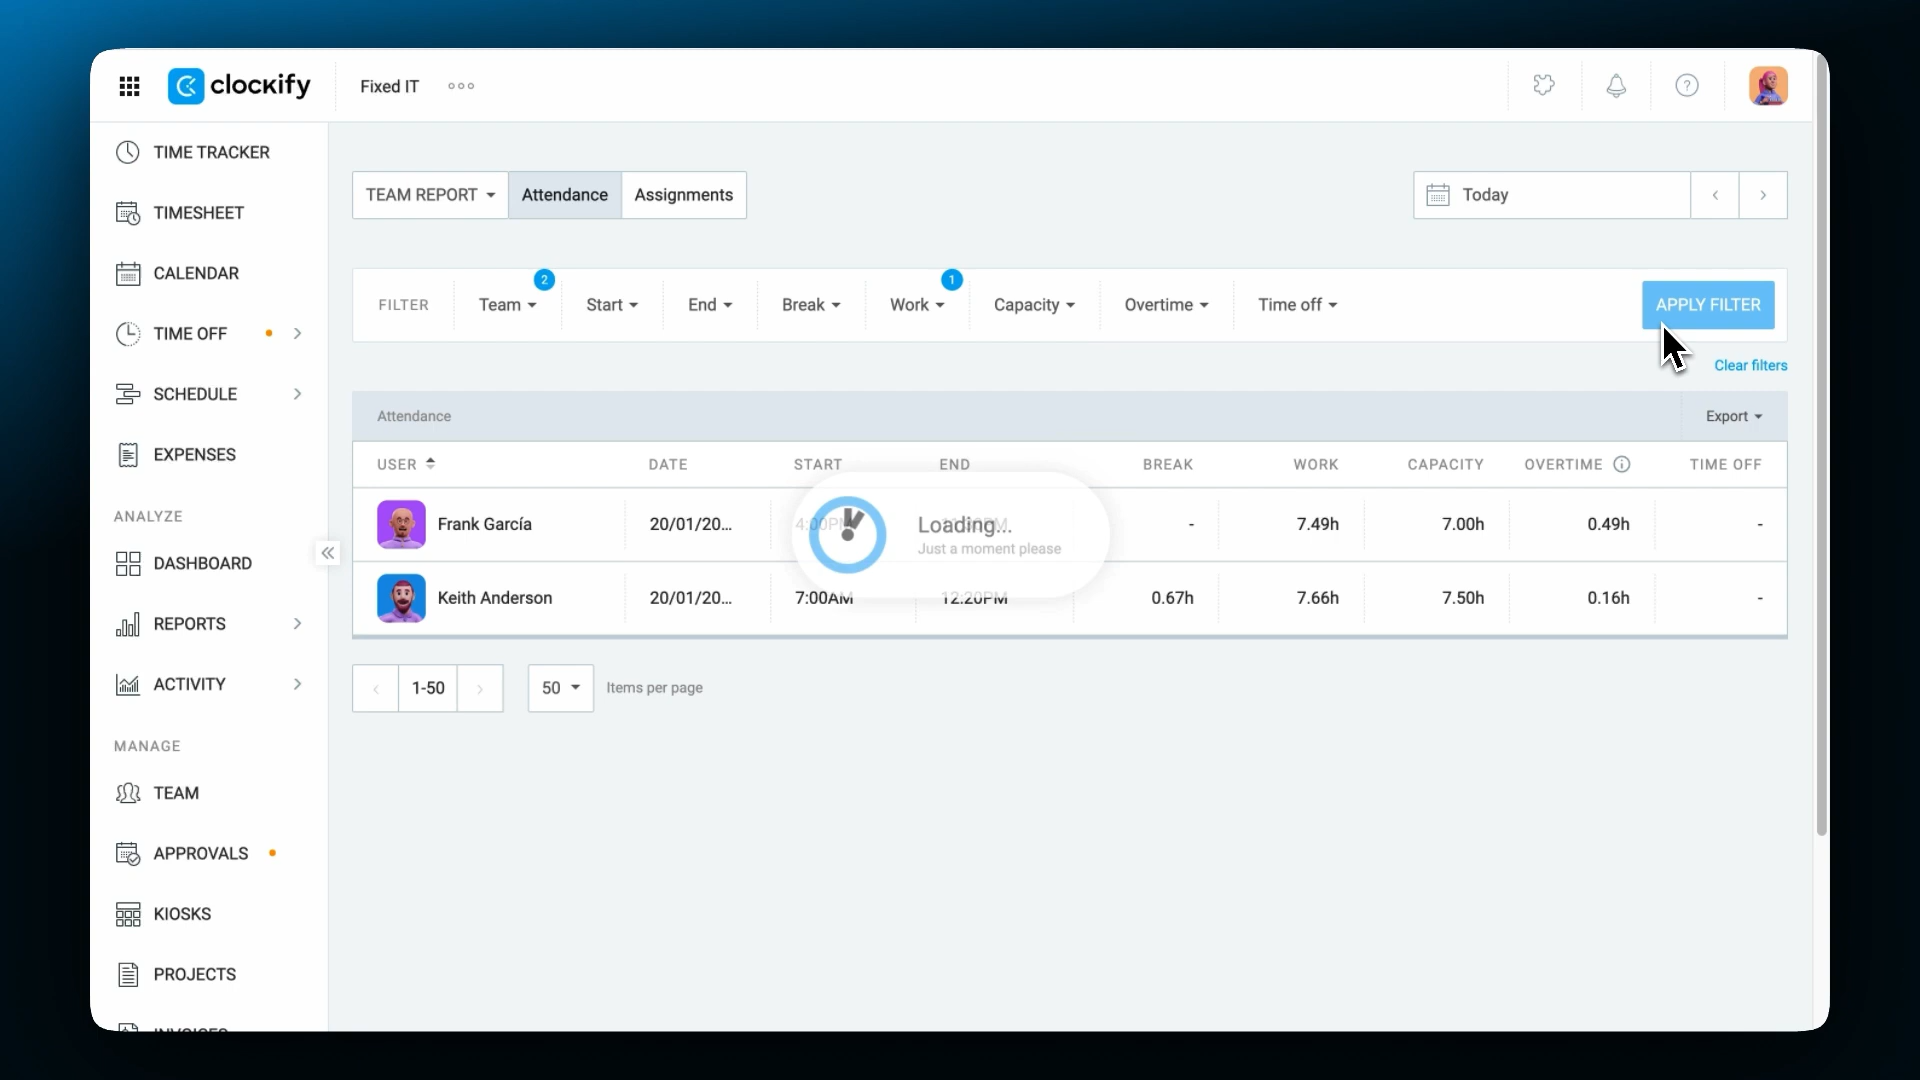 clockify
Fixed IT
TIME TRACKER
TIMESHEET
CALENDAR
TIME OFF
SCHEDULE
EXPENSES
ANALYZE
DASHBOARD
REPORTS
ACTIVITY
MANAGE
TEAM
APPROVALS
KIOSKS
PROJECTS
TEAM REPORT Attendance Assignments
Today
FILTER Team 2 Start End Break Work 1 Capacity Overtime Time off APPLY FILTER
Clear filters
Attendance Export
USER DATE START END BREAK WORK CAPACITY OVERTIME TIME OFF
Frank García 20/01/20... 4:00PM - 7.49h 7.00h 0.49h -
Loading...
Just a moment please
Keith Anderson 20/01/20... 7:00AM 12:20PM 0.67h 7.66h 7.50h 0.16h -
1-50 50 Items per page